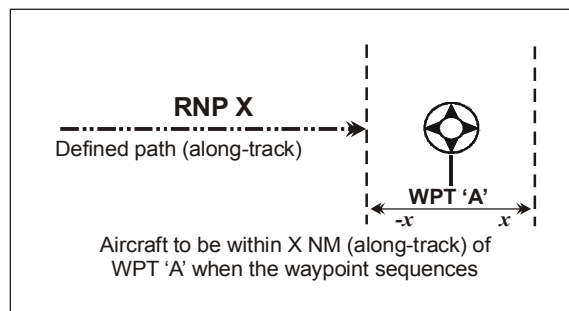 RNP X
Defined path (along-track)
WPT ‘A’
-x x
Aircraft to be within X NM (along-track) of
WPT ‘A’ when the waypoint sequences